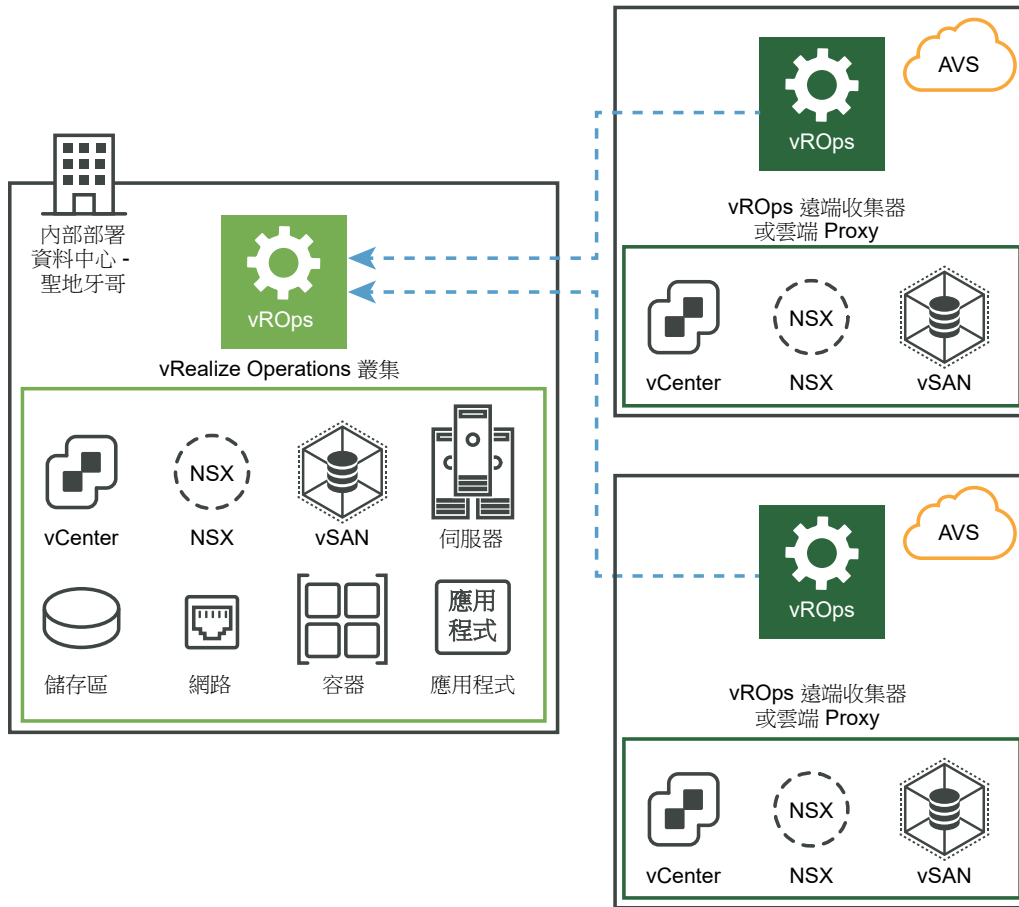 內部部署
資料中心 -
聖地牙哥
vROps
vRealize Operations 叢集
vCenter
NSX
NSX
vSAN
伺服器
儲存區
網路
容器
應用
程式
應用程式
AVS
vROps
vROps 遠端收集器
或雲端 Proxy
vCenter
NSX
NSX
vSAN
AVS
vROps
vROps 遠端收集器
或雲端 Proxy
vCenter
NSX
NSX
vSAN